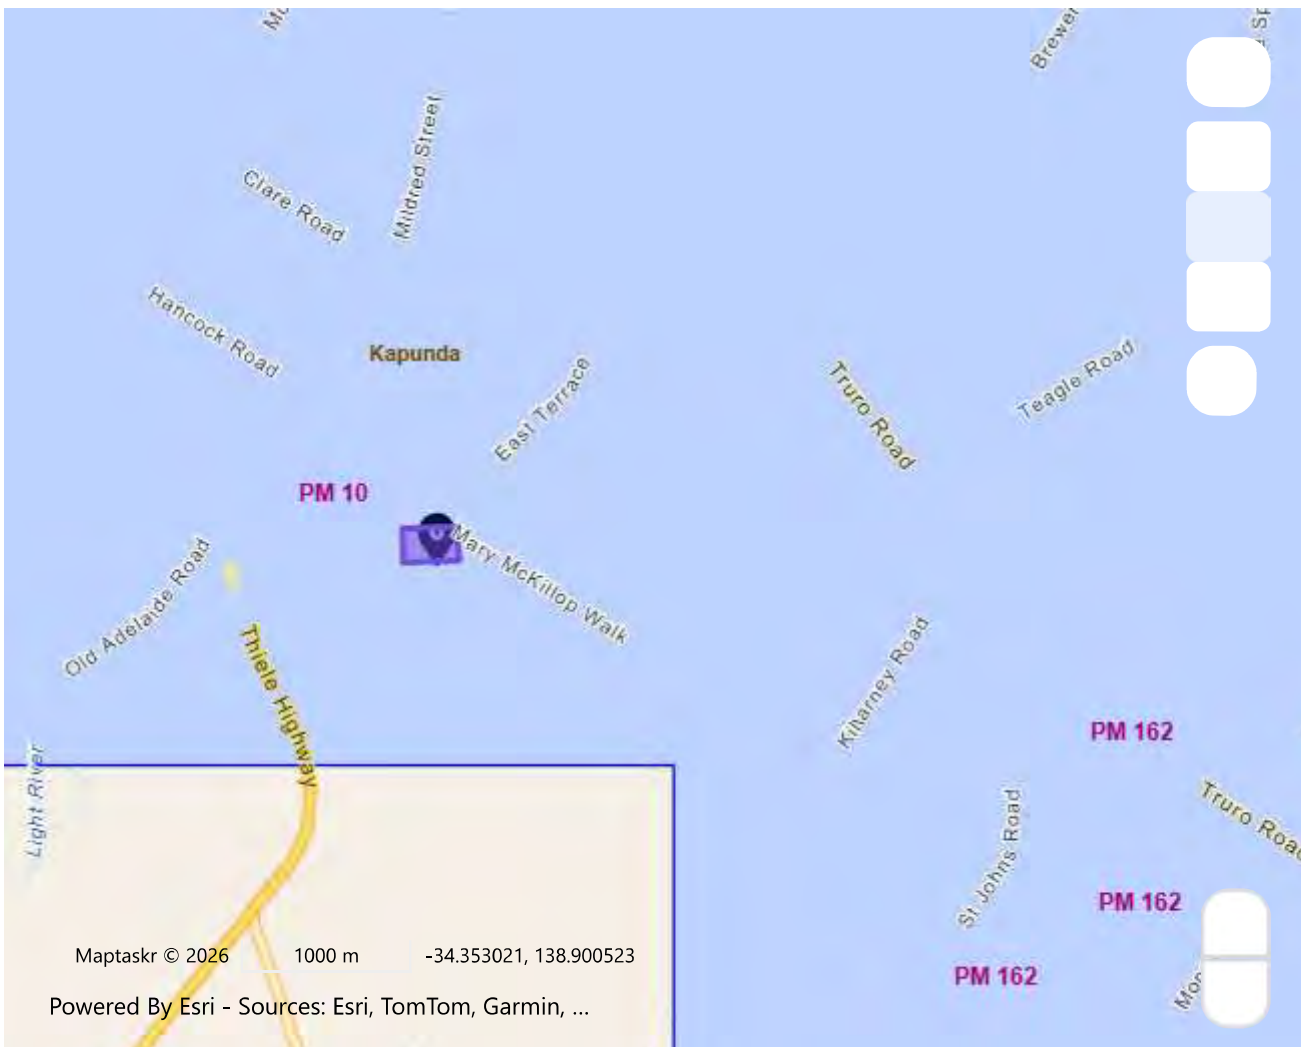 Clare Road
Mildred Street
Hancock Road
Kapunda
East Terrace
Truro Road
Teagle Road
PM 10
Mary McKillop Walk
Old Adelaide Road
Thiele Highway
Kilarney Road
PM 162
Light River
St Johns Road
Truro Road
PM 162
PM 162
Maptaskr © 2026
1000 m
-34.353021, 138.900523
Powered By Esri - Sources: Esri, TomTom, Garmin, ...